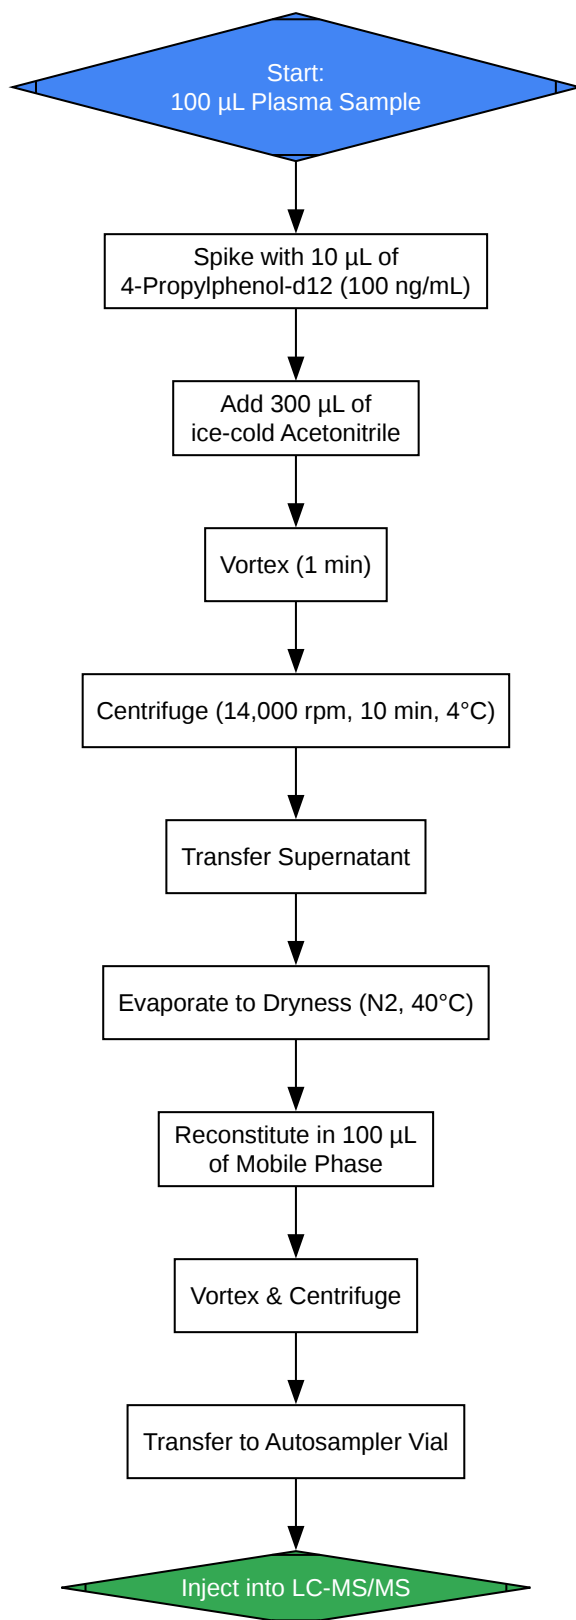 Start:
100 µL Plasma Sample
Spike with 10 µL of
4-Propylphenol-d12 (100 ng/mL)
Add 300 µL of
ice-cold Acetonitrile
Vortex (1 min)
Centrifuge (14,000 rpm, 10 min, 4°C)
Transfer Supernatant
Evaporate to Dryness (N2, 40°C)
Reconstitute in 100 µL
of Mobile Phase
Vortex & Centrifuge
Transfer to Autosampler Vial
Inject into LC-MS/MS